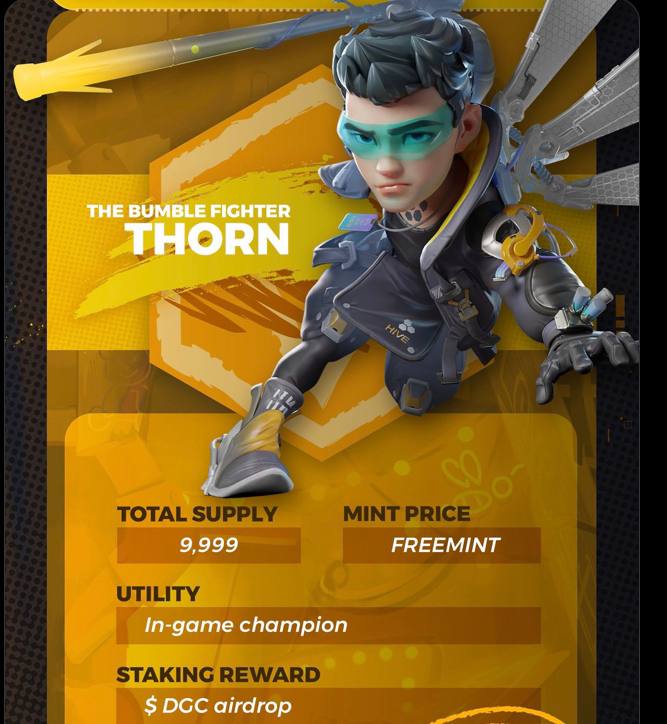 THE BUMBLE FIGHTER
THORN
HIVE
TOTAL SUPPLY
MINT PRICE
9,999
FREEMINT
UTILITY
In-game champion
STAKING REWARD
$ DGC airdrop